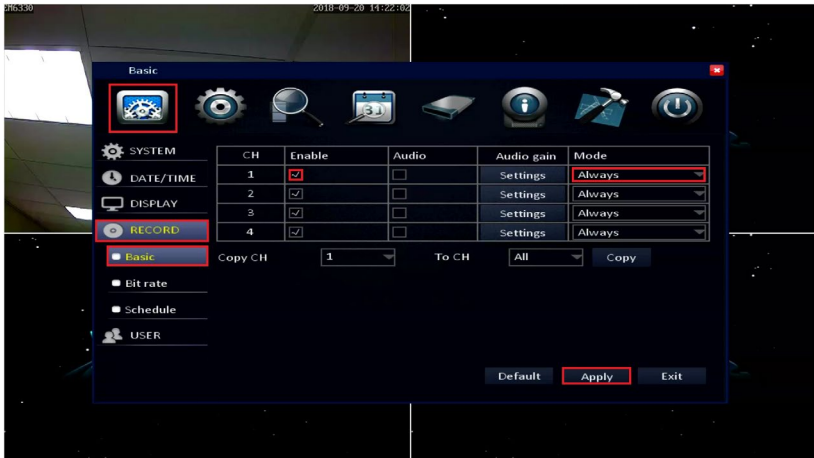 EM6330 2018-09-20 14:22:02
Basic
31
SYSTEM
DATE/TIME
DISPLAY
RECORD
Basic
Bit rate
Schedule
USER
CH Enable Audio Audio gain Mode
1 Settings Always
2 Settings Always
3 Settings Always
4 Settings Always
Copy CH 1 To CH All Copy
Default Apply Exit